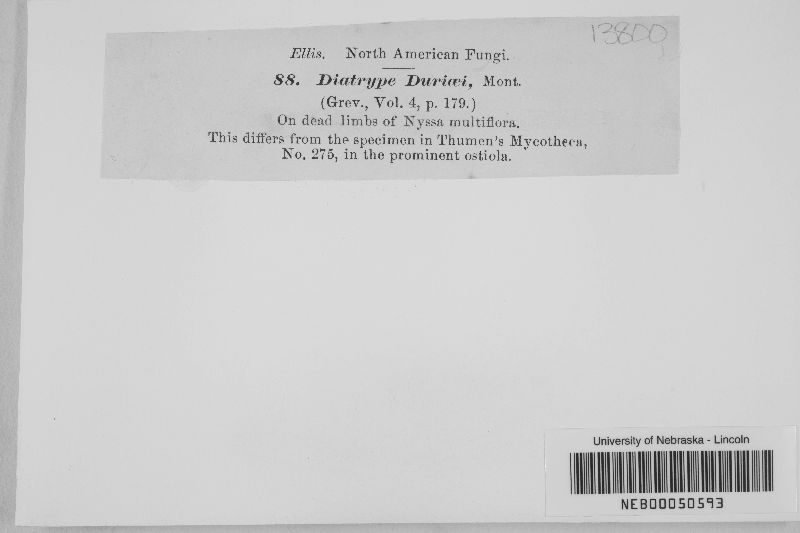 13800
Ellis. North American Fungi.
88. Diatrype Duriæi, Mont.
(Grev., Vol. 4, p. 179.)
On dead limbs of Nyssa multiflora.
This differs from the specimen in Thumen's Mycotheca,
No. 275, in the prominent ostiola.
University of Nebraska - Lincoln
NEB00050593